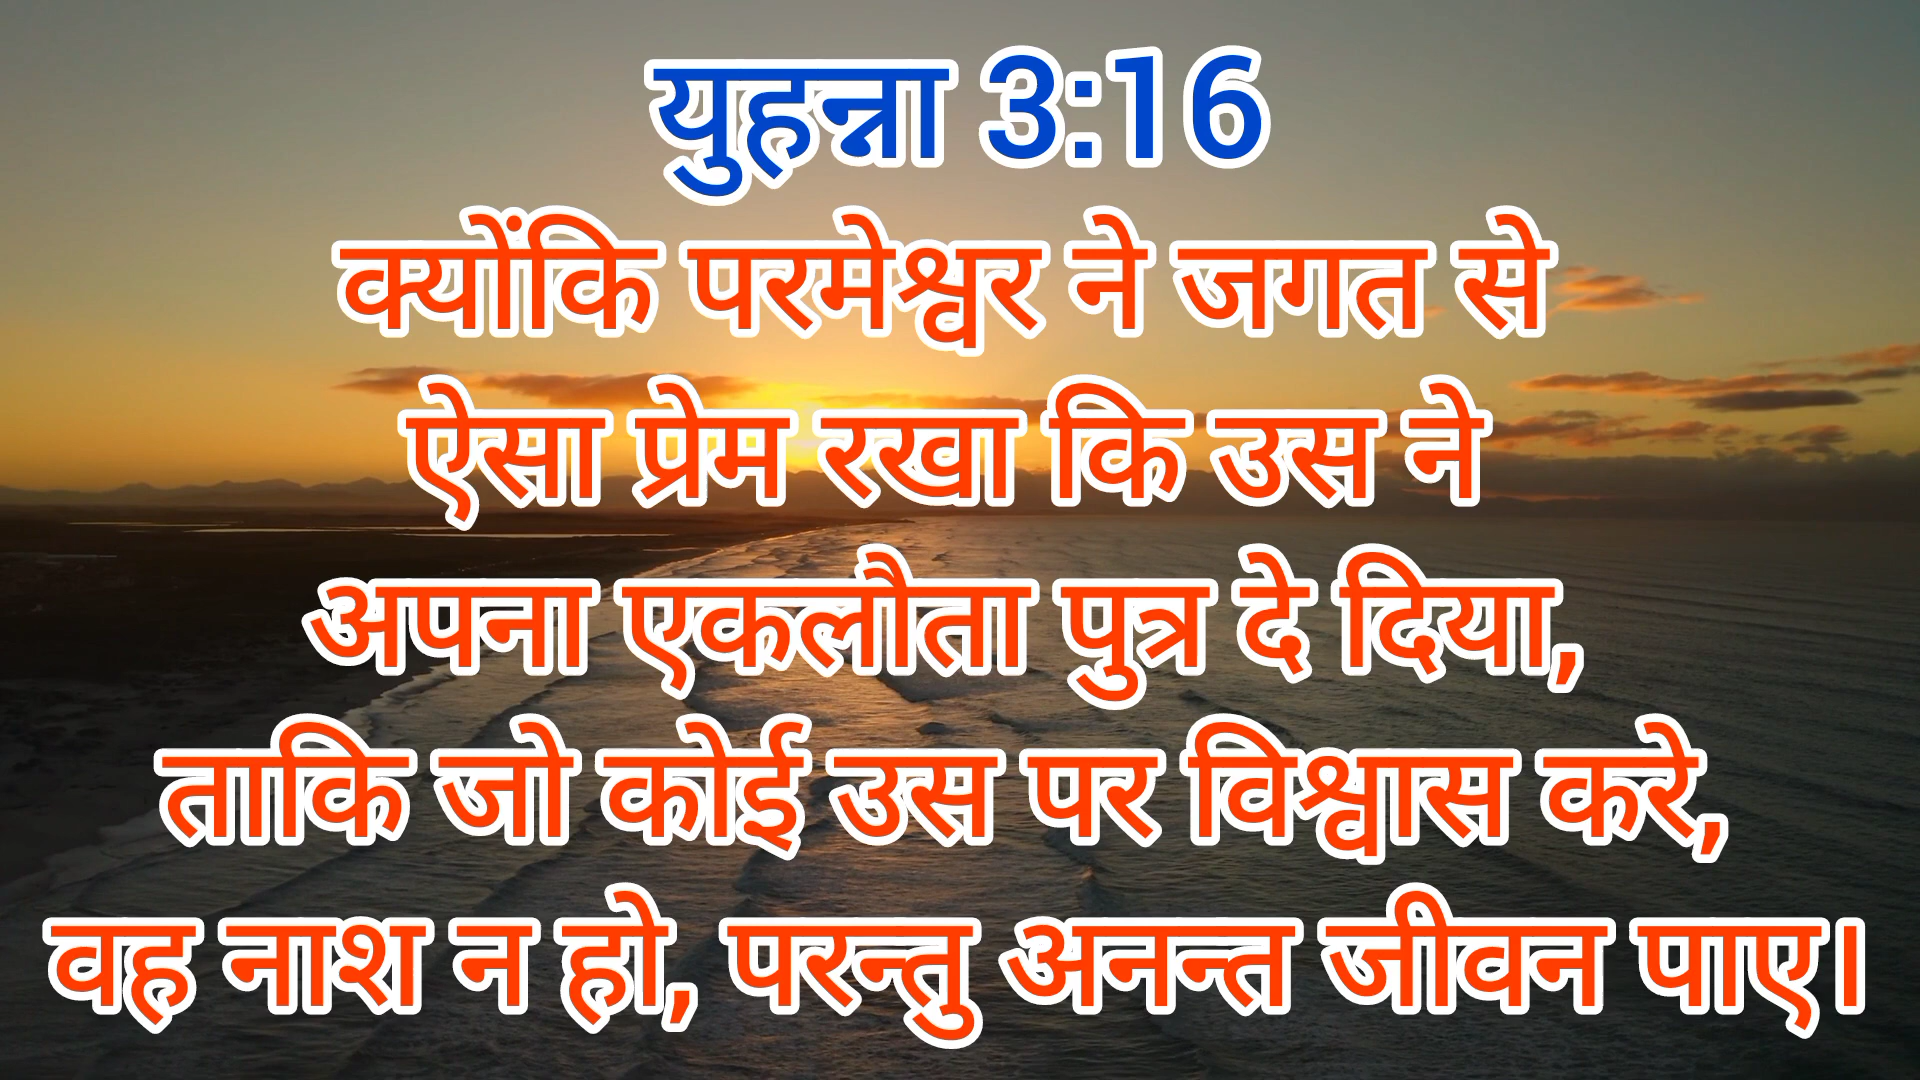 युहन्ना 3:16
क्योंकि परमेश्वर ने जगत से
ऐसा प्रेम रखा कि उस ने
अपना एकलौता पुत्र दे दिया,
ताकि जो कोई उस पर विश्वास करे,
वह नाश न हो, परन्तु अनन्त जीवन पाए।